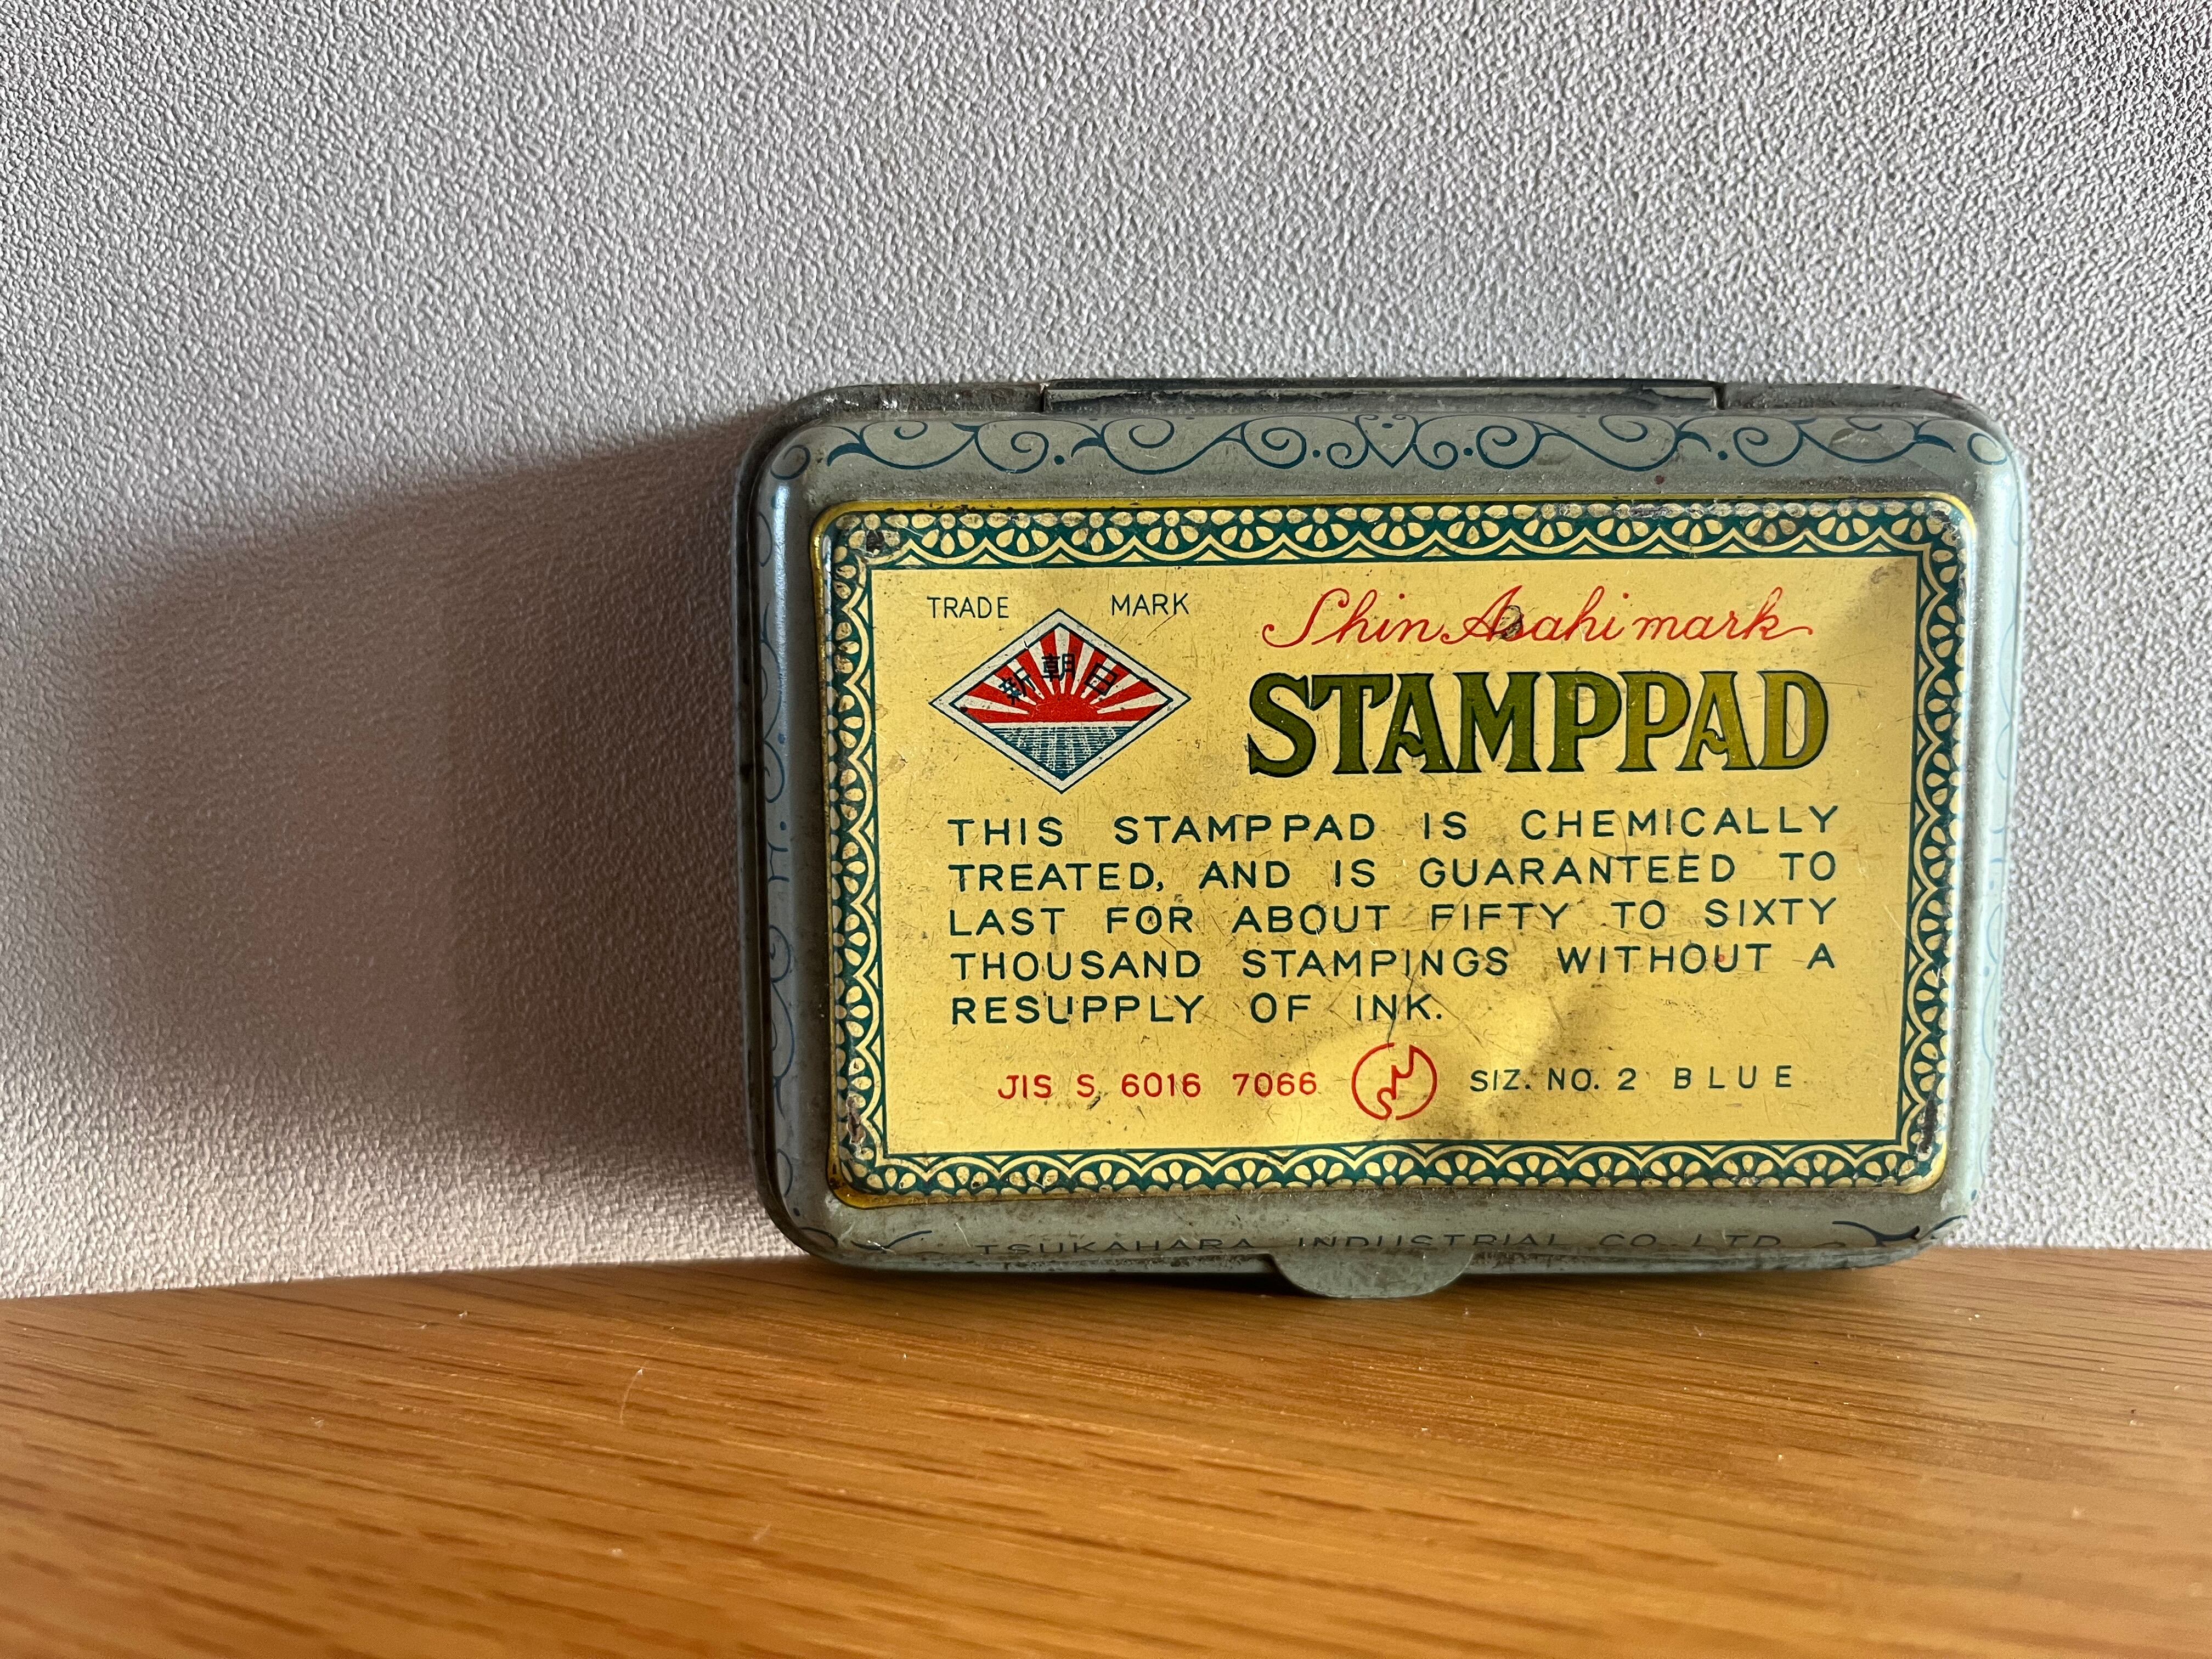 TRADE MARK
新朝日
Shin Asahi mark
STAMPPAD
THIS STAMPPAD IS CHEMICALLY
TREATED, AND IS GUARANTEED TO
LAST FOR ABOUT FIFTY TO SIXTY
THOUSAND STAMPINGS WITHOUT A
RESUPPLY OF INK.
JIS S 6016 7066 SIZ. NO. 2 BLUE
TSUKAHARA INDUSTRIAL CO. LTD.